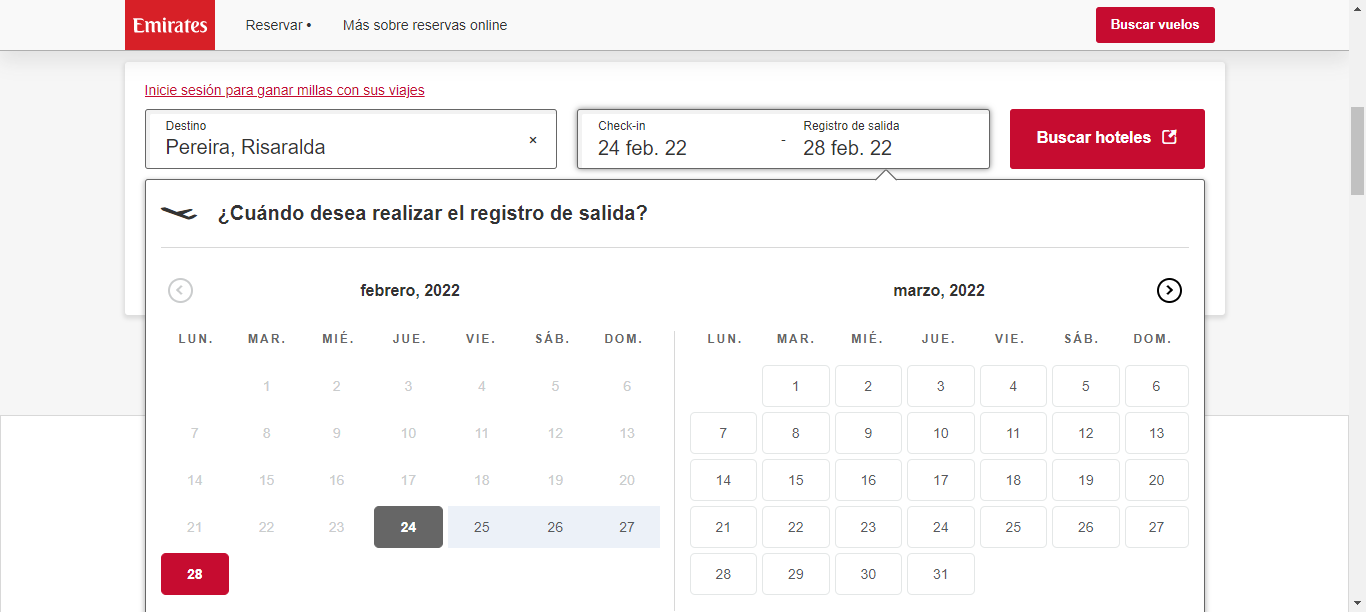 Emirates Reservar • Más sobre reservas online Buscar vuelos
Inicie sesión para ganar millas con sus viajes
Destino Check-in Registro de salida
Pereira, Risaralda × 24 feb. 22 - 28 feb. 22 Buscar hoteles
¿Cuándo desea realizar el registro de salida?
febrero, 2022
LUN. MAR. MIÉ. JUE. VIE. SÁB. DOM.
1 2 3 4 5 6
7 8 9 10 11 12 13
14 15 16 17 18 19 20
21 22 23 24 25 26 27
28
marzo, 2022
LUN. MAR. MIÉ. JUE. VIE. SÁB. DOM.
1 2 3 4 5 6
7 8 9 10 11 12 13
14 15 16 17 18 19 20
21 22 23 24 25 26 27
28 29 30 31